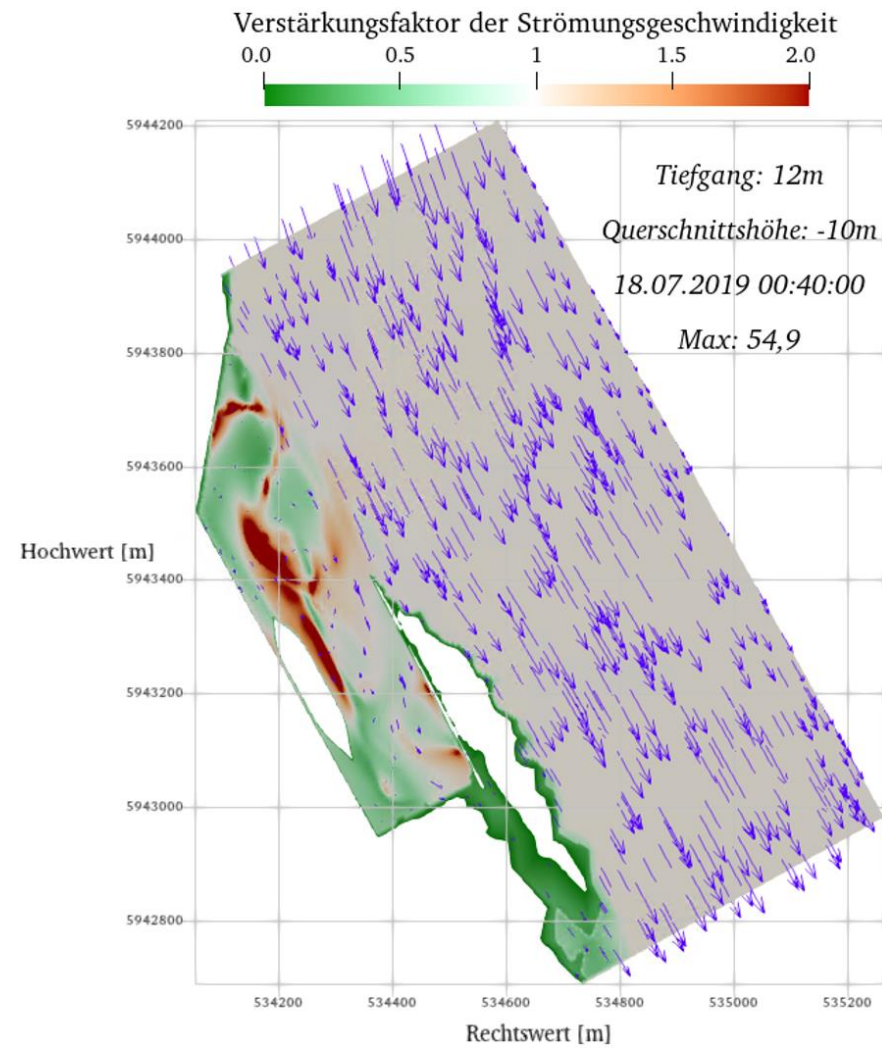 Verstärkungsfaktor der Strömungsgeschwindigkeit
0.0 0.5 1 1.5 2.0
5944200
Tiefgang: 12m
Querschnittshöhe: -10m
5944000
18.07.2019 00:40:00
Max: 54,9
5943800
5943600
Hochwert [m]
5943400
5943200
5943000
5942800
534200 534400 534600 534800 535000 535200
Rechtswert [m]